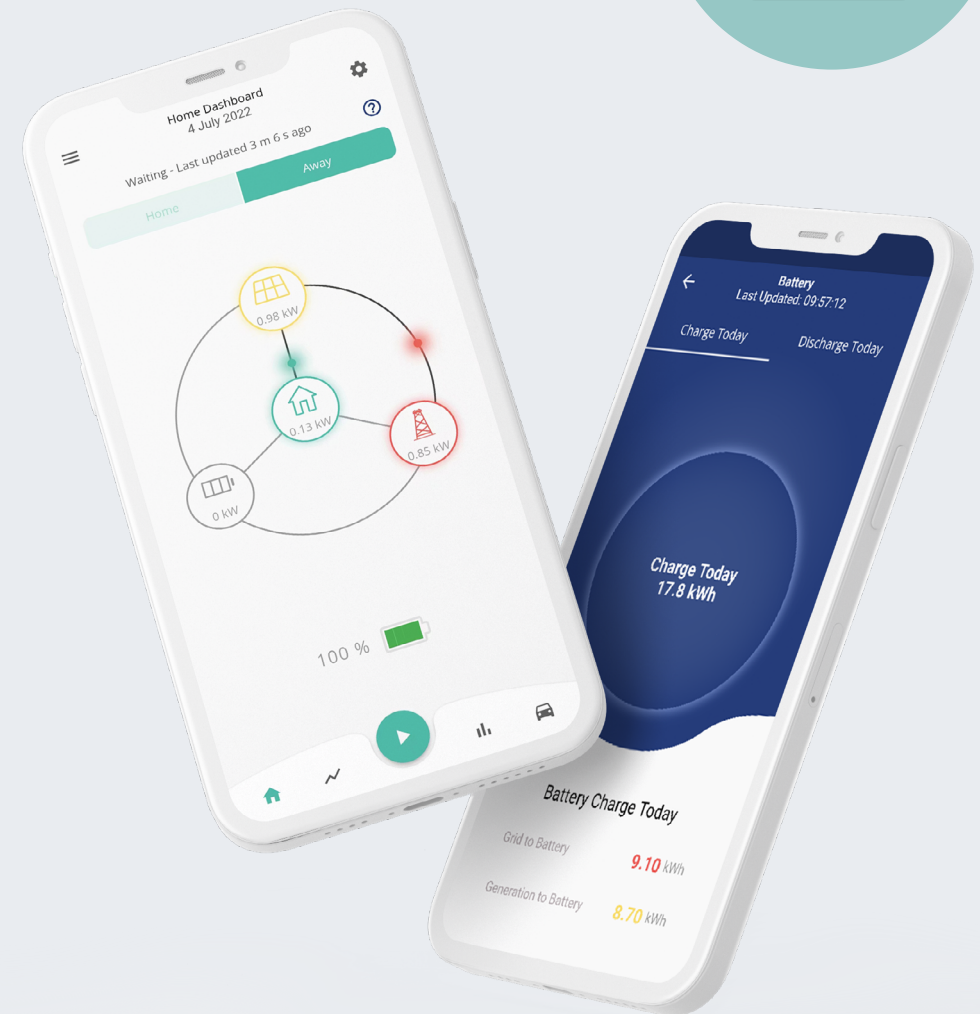 Home Dashboard
4 July 2022
Waiting - Last updated 3 m 6 s ago
Home
Away
0.98 kW
0.13 kW
0.85 kW
0 kW
100 %
Battery
Last Updated: 09:57:12
Charge Today
Discharge Today
Charge Today
17.8 kWh
Battery Charge Today
Grid to Battery
9.10 kWh
Generation to Battery
8.70 kWh